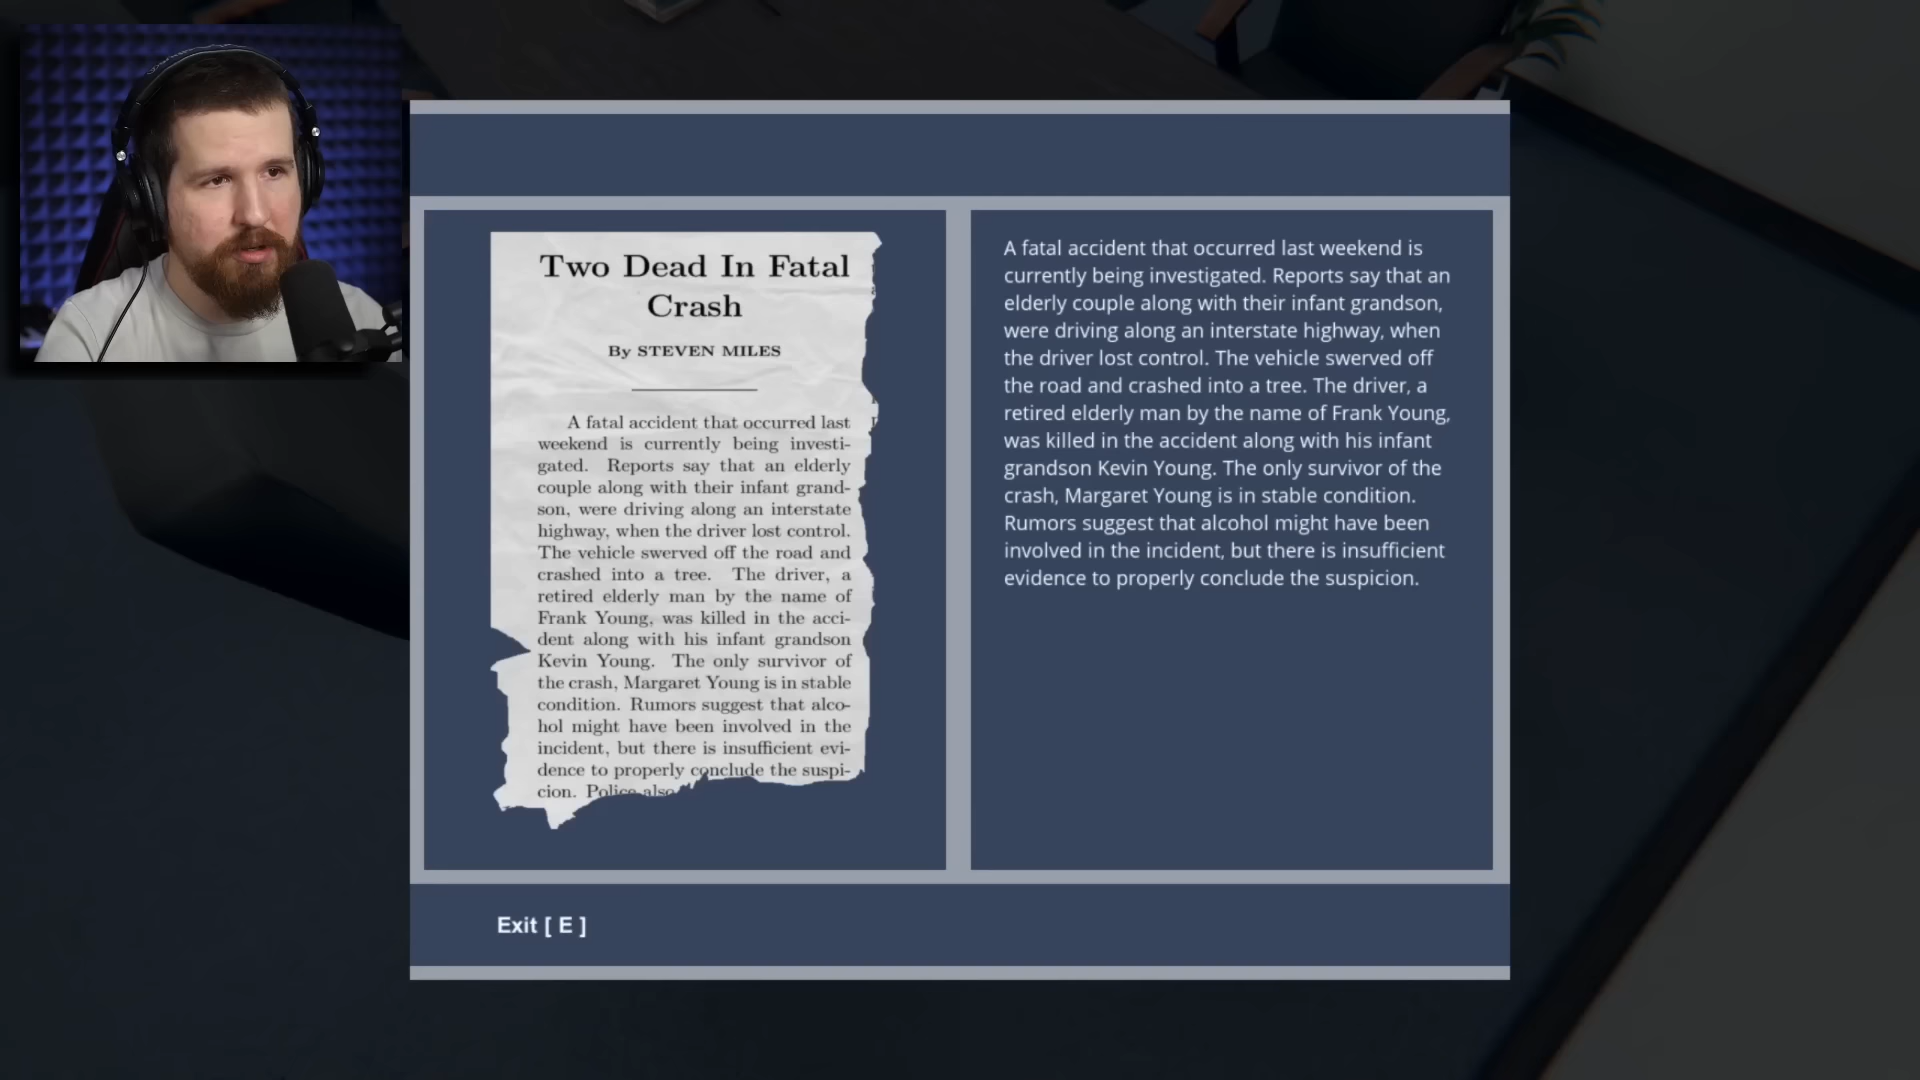 Two Dead In Fatal
Crash
By STEVEN MILES
A fatal accident that occurred last
weekend is currently being investi-
gated. Reports say that an elderly
couple along with their infant grand-
son, were driving along an interstate
highway, when the driver lost control.
The vehicle swerved off the road and
crashed into a tree. The driver, a
retired elderly man by the name of
Frank Young, was killed in the acci-
dent along with his infant grandson
Kevin Young. The only survivor of
the crash, Margaret Young is in stable
condition. Rumors suggest that alco-
hol might have been involved in the
incident, but there is insufficient evi-
dence to properly conclude the suspi-
cion. Police also
A fatal accident that occurred last weekend is
currently being investigated. Reports say that an
elderly couple along with their infant grandson,
were driving along an interstate highway, when
the driver lost control. The vehicle swerved off
the road and crashed into a tree. The driver, a
retired elderly man by the name of Frank Young,
was killed in the accident along with his infant
grandson Kevin Young. The only survivor of the
crash, Margaret Young is in stable condition.
Rumors suggest that alcohol might have been
involved in the incident, but there is insufficient
evidence to properly conclude the suspicion.
Exit [ E ]